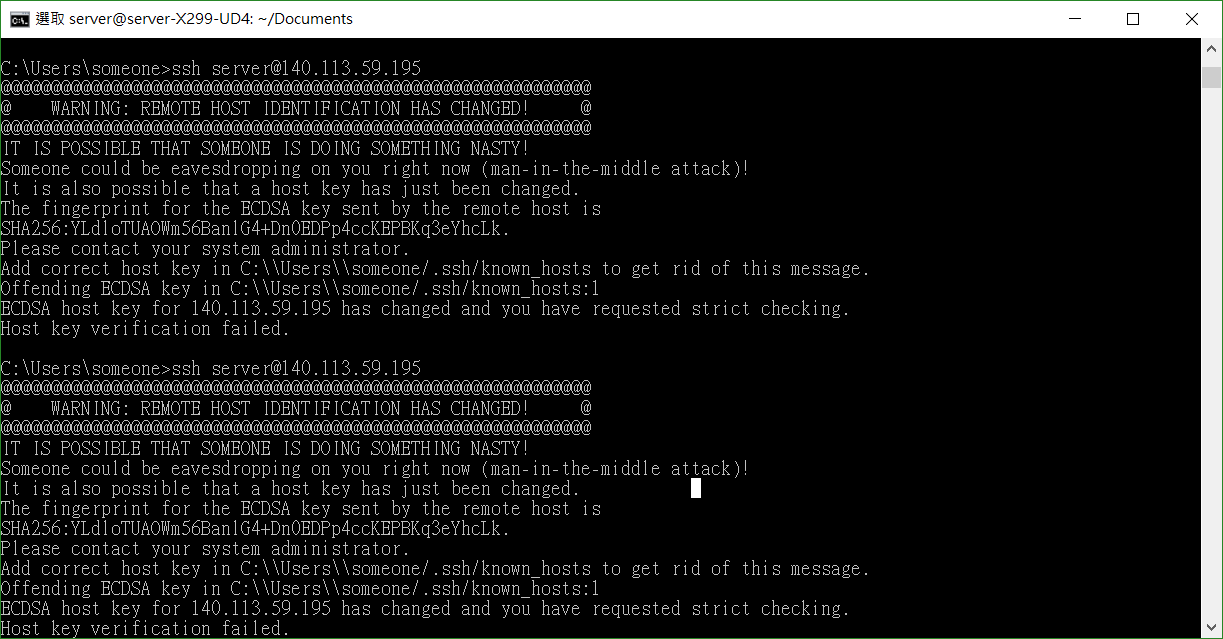 選取 server@server-X299-UD4: ~/Documents
C:\Users\someone>ssh server@140.113.59.195
@@@@@@@@@@@@@@@@@@@@@@@@@@@@@@@@@@@@@@@@@@@@@@@@@@@@@@@@@@@
@    WARNING: REMOTE HOST IDENTIFICATION HAS CHANGED!     @
@@@@@@@@@@@@@@@@@@@@@@@@@@@@@@@@@@@@@@@@@@@@@@@@@@@@@@@@@@@
IT IS POSSIBLE THAT SOMEONE IS DOING SOMETHING NASTY!
Someone could be eavesdropping on you right now (man-in-the-middle attack)!
It is also possible that a host key has just been changed.
The fingerprint for the ECDSA key sent by the remote host is
SHA256:YLdloTUAOWm56BanlG4+Dn0EDPp4ccKEPBKq3eYhcLk.
Please contact your system administrator.
Add correct host key in C:\\Users\\someone/.ssh/known_hosts to get rid of this message.
Offending ECDSA key in C:\\Users\\someone/.ssh/known_hosts:1
ECDSA host key for 140.113.59.195 has changed and you have requested strict checking.
Host key verification failed.
C:\Users\someone>ssh server@140.113.59.195
@@@@@@@@@@@@@@@@@@@@@@@@@@@@@@@@@@@@@@@@@@@@@@@@@@@@@@@@@@@
@    WARNING: REMOTE HOST IDENTIFICATION HAS CHANGED!     @
@@@@@@@@@@@@@@@@@@@@@@@@@@@@@@@@@@@@@@@@@@@@@@@@@@@@@@@@@@@
IT IS POSSIBLE THAT SOMEONE IS DOING SOMETHING NASTY!
Someone could be eavesdropping on you right now (man-in-the-middle attack)!
It is also possible that a host key has just been changed.
The fingerprint for the ECDSA key sent by the remote host is
SHA256:YLdloTUAOWm56BanlG4+Dn0EDPp4ccKEPBKq3eYhcLk.
Please contact your system administrator.
Add correct host key in C:\\Users\\someone/.ssh/known_hosts to get rid of this message.
Offending ECDSA key in C:\\Users\\someone/.ssh/known_hosts:1
ECDSA host key for 140.113.59.195 has changed and you have requested strict checking.
Host key verification failed.